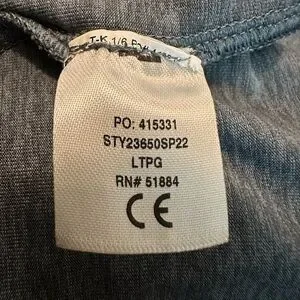 PO: 415331
STY23650SP22
LTPG
RN# 51884
CE